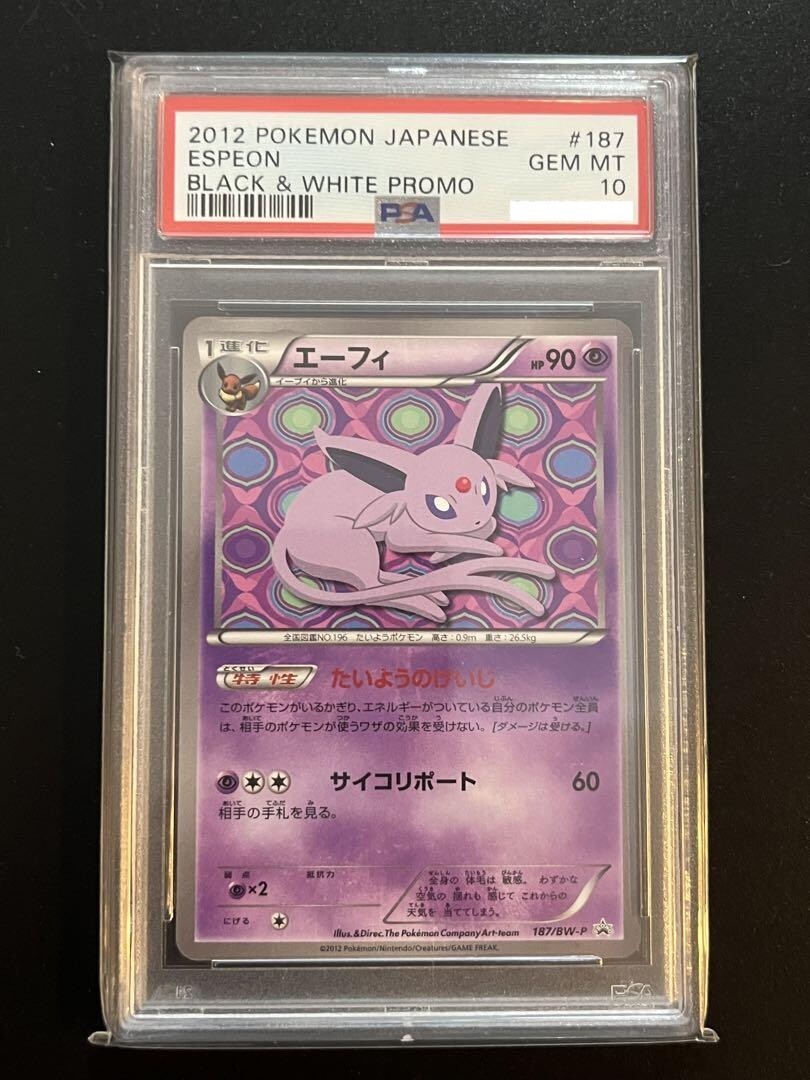 2012 POKEMON JAPANESE #187
ESPEON GEM MT
BLACK & WHITE PROMO 10
PSA
1進化 エーフィ HP90
イーブイから進化
全国図鑑NO.196 たいようポケモン 高さ:0.9m 重さ:26.5kg
とくせい
特性 たいようのけいじ
このポケモンがいるかぎり、エネルギーがついている自分のポケモン全員
は、相手のポケモンが使うワザの効果を受けない。[ダメージは受ける。]
サイコリポート 60
相手の手札を見る。
弱点 抵抗力
×2
にげる
全身の 体毛は 敏感。 わずかな
空気の 揺れも 感じて これからの
天気を 当ててしまう。
Illus.&Direc.The Pokémon Company Art-team 187/BW-P
©2012 Pokémon/Nintendo/Creatures/GAME FREAK.
PSA